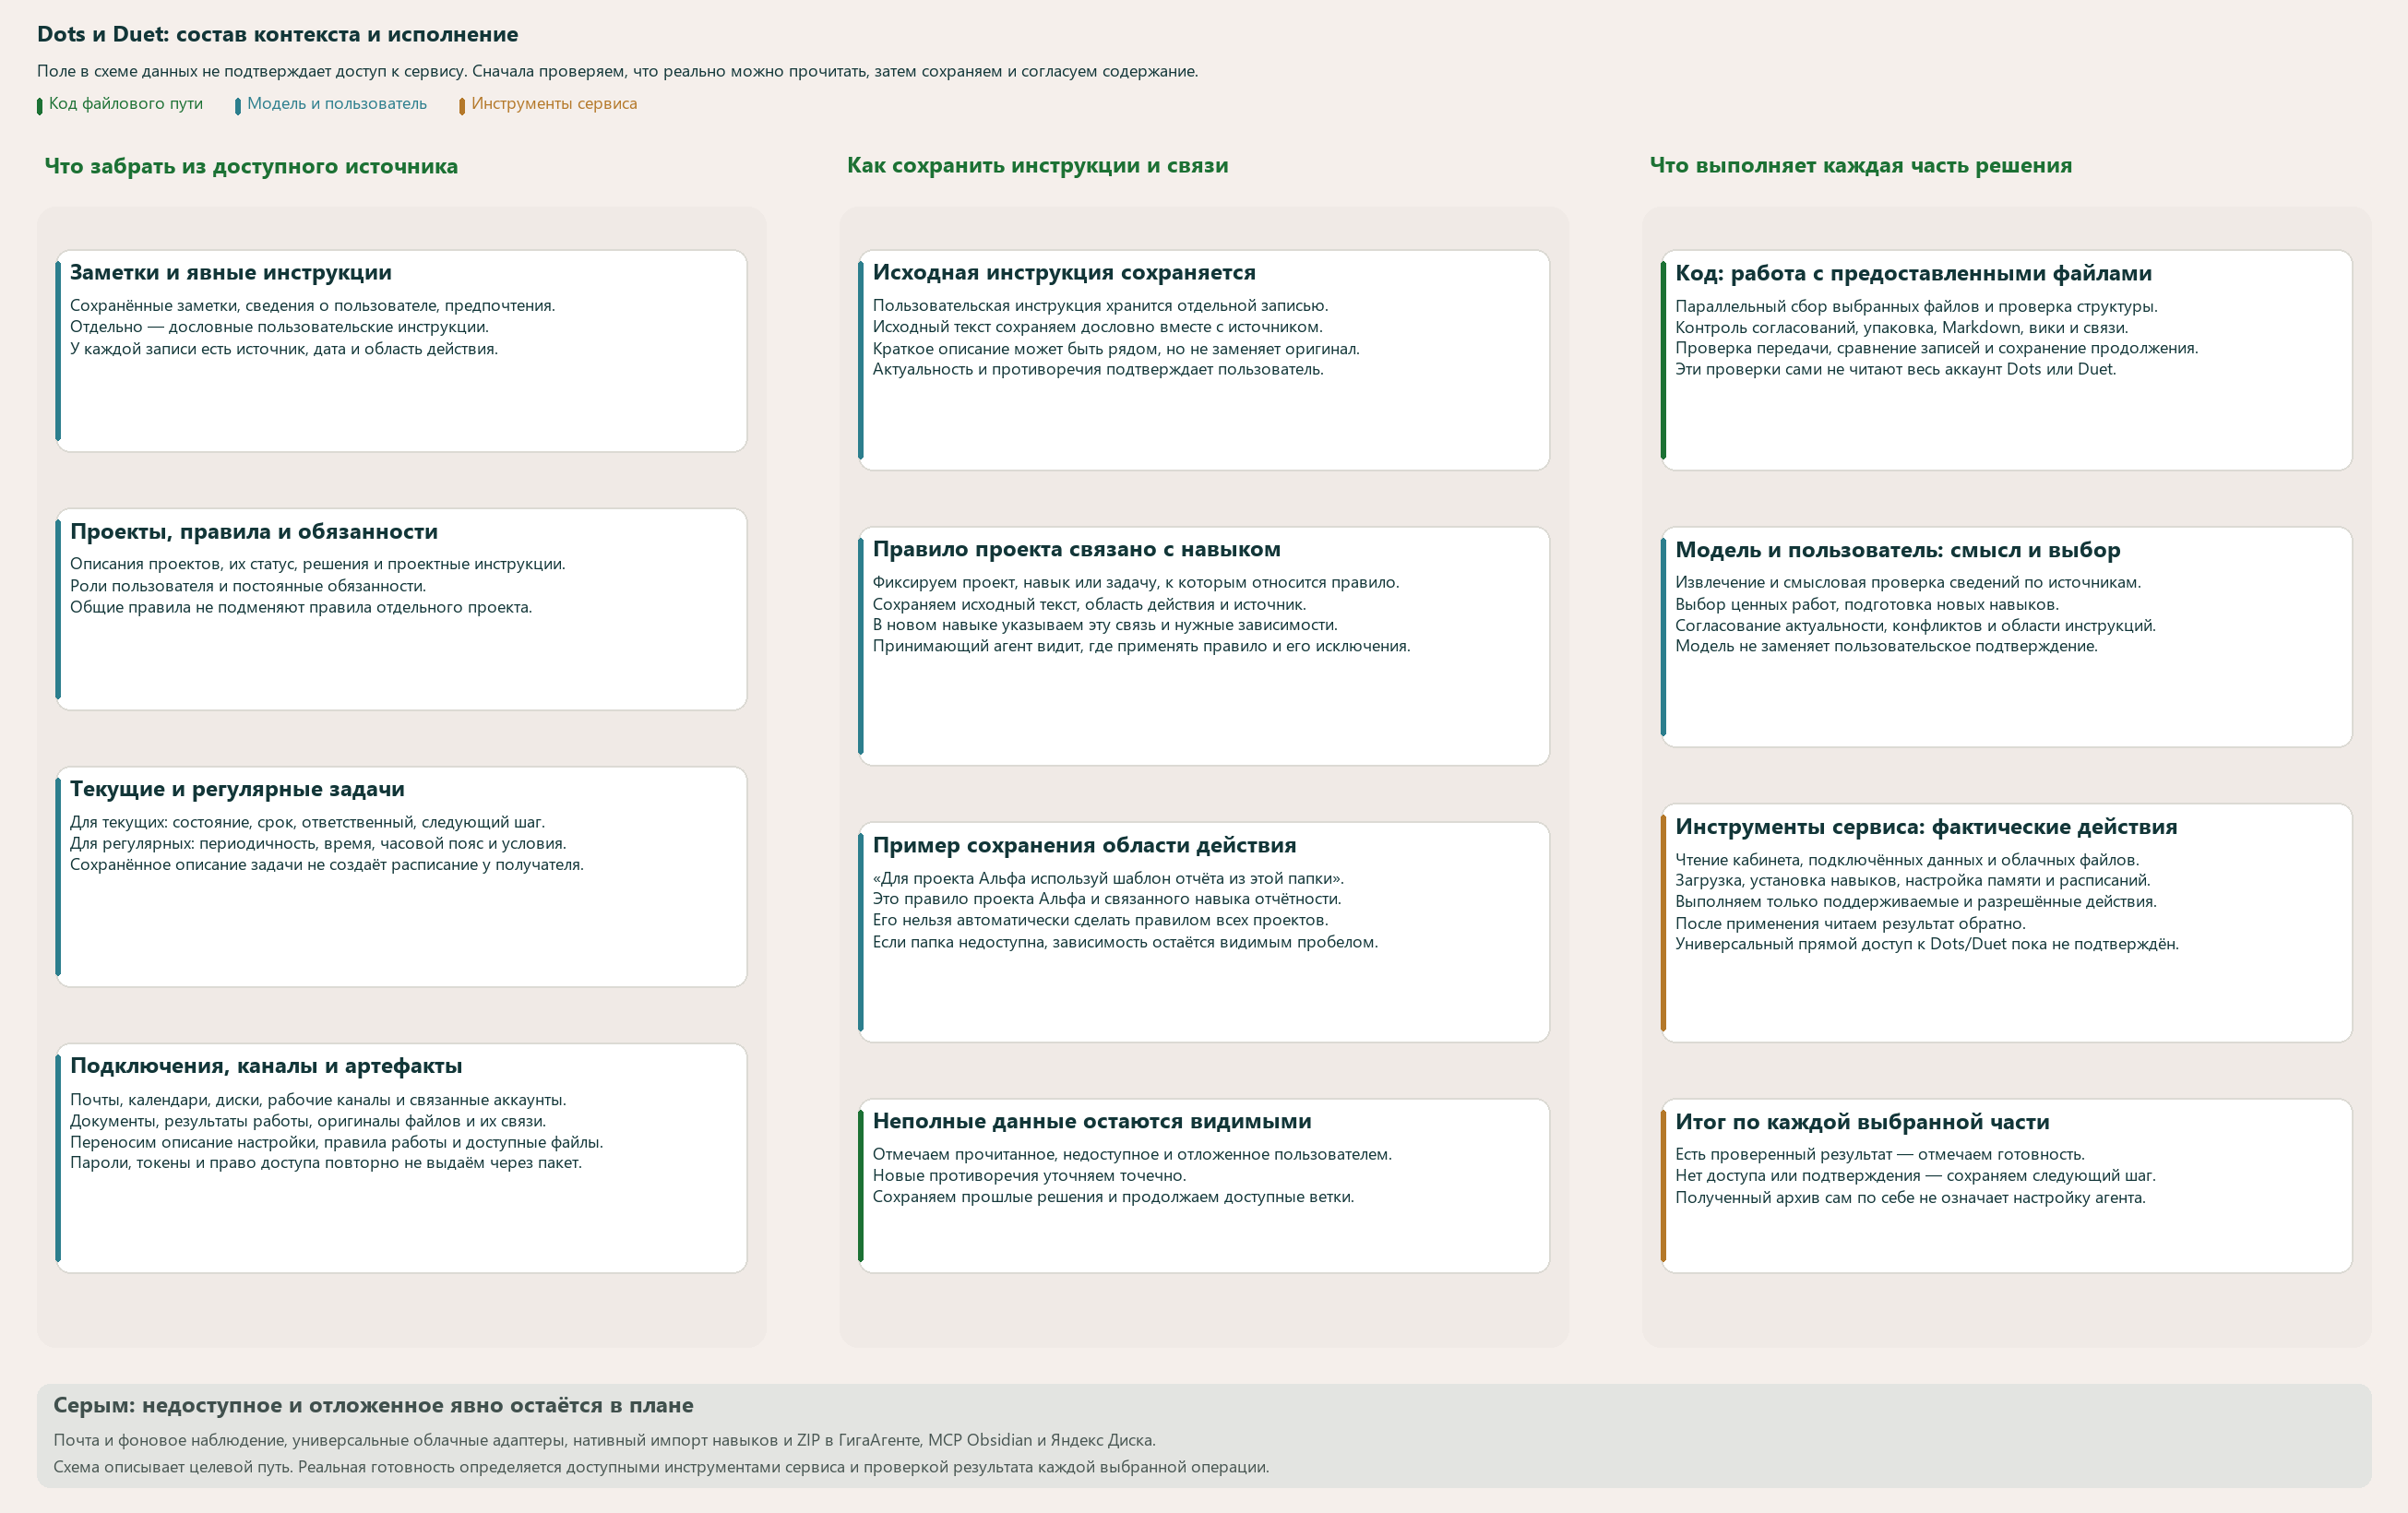 Dots и Duet: состав контекста и исполнение
Поле в схеме данных не подтверждает доступ к сервису. Сначала проверяем, что реально можно прочитать, затем сохраняем и согласуем содержание.
Код файлового пути
Модель и пользователь
Инструменты сервиса
Что забрать из доступного источника
Заметки и явные инструкции
Сохранённые заметки, сведения о пользователе, предпочтения.
Отдельно — дословные пользовательские инструкции.
У каждой записи есть источник, дата и область действия.
Проекты, правила и обязанности
Описания проектов, их статус, решения и проектные инструкции.
Роли пользователя и постоянные обязанности.
Общие правила не подменяют правила отдельного проекта.
Текущие и регулярные задачи
Для текущих: состояние, срок, ответственный, следующий шаг.
Для регулярных: периодичность, время, часовой пояс и условия.
Сохранённое описание задачи не создаёт расписание у получателя.
Подключения, каналы и артефакты
Почты, календари, диски, рабочие каналы и связанные аккаунты.
Документы, результаты работы, оригиналы файлов и их связи.
Переносим описание настройки, правила работы и доступные файлы.
Пароли, токены и право доступа повторно не выдаём через пакет.
Как сохранить инструкции и связи
Исходная инструкция сохраняется
Пользовательская инструкция хранится отдельной записью.
Исходный текст сохраняем дословно вместе с источником.
Краткое описание может быть рядом, но не заменяет оригинал.
Актуальность и противоречия подтверждает пользователь.
Правило проекта связано с навыком
Фиксируем проект, навык или задачу, к которым относится правило.
Сохраняем исходный текст, область действия и источник.
В новом навыке указываем эту связь и нужные зависимости.
Принимающий агент видит, где применять правило и его исключения.
Пример сохранения области действия
«Для проекта Альфа используй шаблон отчёта из этой папки».
Это правило проекта Альфа и связанного навыка отчётности.
Его нельзя автоматически сделать правилом всех проектов.
Если папка недоступна, зависимость остаётся видимым пробелом.
Неполные данные остаются видимыми
Отмечаем прочитанное, недоступное и отложенное пользователем.
Новые противоречия уточняем точечно.
Сохраняем прошлые решения и продолжаем доступные ветки.
Что выполняет каждая часть решения
Код: работа с предоставленными файлами
Параллельный сбор выбранных файлов и проверка структуры.
Контроль согласований, упаковка, Markdown, вики и связи.
Проверка передачи, сравнение записей и сохранение продолжения.
Эти проверки сами не читают весь аккаунт Dots или Duet.
Модель и пользователь: смысл и выбор
Извлечение и смысловая проверка сведений по источникам.
Выбор ценных работ, подготовка новых навыков.
Согласование актуальности, конфликтов и области инструкций.
Модель не заменяет пользовательское подтверждение.
Инструменты сервиса: фактические действия
Чтение кабинета, подключённых данных и облачных файлов.
Загрузка, установка навыков, настройка памяти и расписаний.
Выполняем только поддерживаемые и разрешённые действия.
После применения читаем результат обратно.
Универсальный прямой доступ к Dots/Duet пока не подтверждён.
Итог по каждой выбранной части
Есть проверенный результат — отмечаем готовность.
Нет доступа или подтверждения — сохраняем следующий шаг.
Полученный архив сам по себе не означает настройку агента.
Серым: недоступное и отложенное явно остаётся в плане
Почта и фоновое наблюдение, универсальные облачные адаптеры, нативный импорт навыков и ZIP в ГигаАгенте, MCP Obsidian и Яндекс Диска.
Схема описывает целевой путь. Реальная готовность определяется доступными инструментами сервиса и проверкой результата каждой выбранной операции.